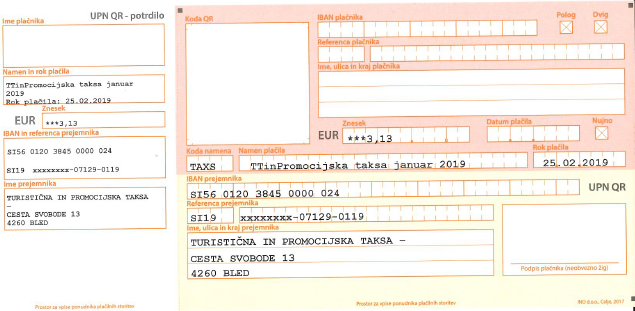 UPN QR - potrdilo
Ime plačnika
Namen in rok plačila
TTinPromocijska taksa januar
2019
Rok plačila: 25.02.2019
Znesek
EUR ***3,13
IBAN in referenca prejemnika
SI56 0120 3845 0000 024
SI19 xxxxxxxx-07129-0119
Ime prejemnika
TURISTIČNA IN PROMOCIJSKA TAKSA
–
CESTA SVOBODE 13
4260 BLED
Prostor za vpise ponudnika plačilnih storitev
Koda QR
IBAN plačnika
Polog
Dvig
Referenca plačnika
Ime, ulica in kraj plačnika
Znesek
Datum plačila
Nujno
EUR ***3,13
Koda namena
Namen plačila
Rok plačila
TAXS TTinPromocijska taksa januar 2019 25.02.2019
IBAN prejemnika
SI56 0120 3845 0000 024
UPN QR
Referenca prejemnika
SI19 xxxxxxxx-07129-0119
Ime, ulica in kraj prejemnika
TURISTIČNA IN PROMOCIJSKA TAKSA –
CESTA SVOBODE 13
4260 BLED
Podpis plačnika (neobvezno žig)
Prostor za vpise ponudnika plačilnih storitev
Celje, 2017